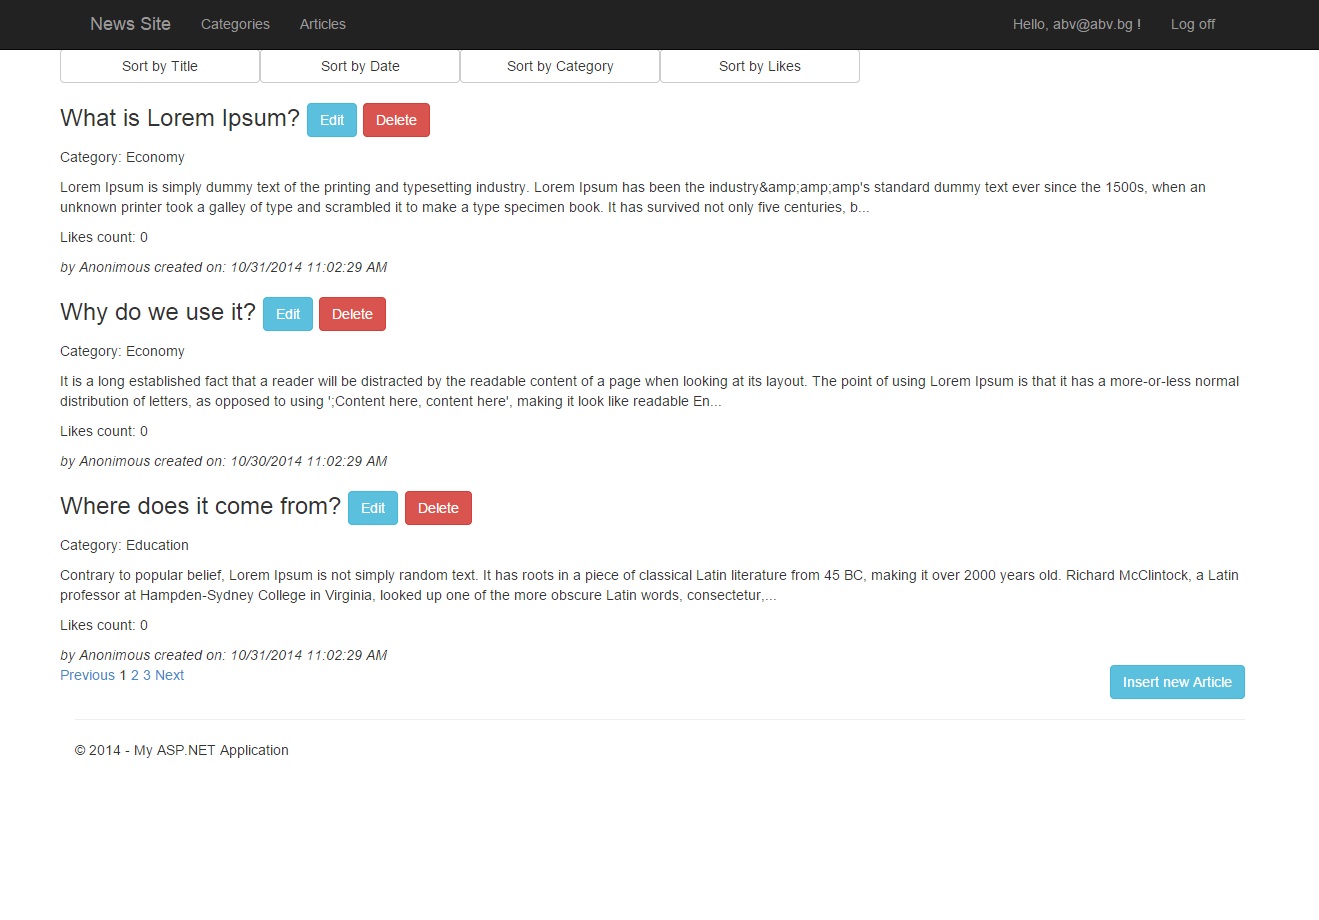 News Site Categories Articles Hello, abv@abv.bg ! Log off
Sort by Title Sort by Date Sort by Category Sort by Likes
What is Lorem Ipsum? Edit Delete
Category: Economy
Lorem Ipsum is simply dummy text of the printing and typesetting industry. Lorem Ipsum has been the industry&amp;amp;amp's standard dummy text ever since the 1500s, when an
unknown printer took a galley of type and scrambled it to make a type specimen book. It has survived not only five centuries, b...
Likes count: 0
by Anonimous created on: 10/31/2014 11:02:29 AM
Why do we use it? Edit Delete
Category: Economy
It is a long established fact that a reader will be distracted by the readable content of a page when looking at its layout. The point of using Lorem Ipsum is that it has a more-or-less normal
distribution of letters, as opposed to using ';Content here, content here', making it look like readable En...
Likes count: 0
by Anonimous created on: 10/30/2014 11:02:29 AM
Where does it come from? Edit Delete
Category: Education
Contrary to popular belief, Lorem Ipsum is not simply random text. It has roots in a piece of classical Latin literature from 45 BC, making it over 2000 years old. Richard McClintock, a Latin
professor at Hampden-Sydney College in Virginia, looked up one of the more obscure Latin words, consectetur,...
Likes count: 0
by Anonimous created on: 10/31/2014 11:02:29 AM
Previous 1 2 3 Next Insert new Article
© 2014 - My ASP.NET Application